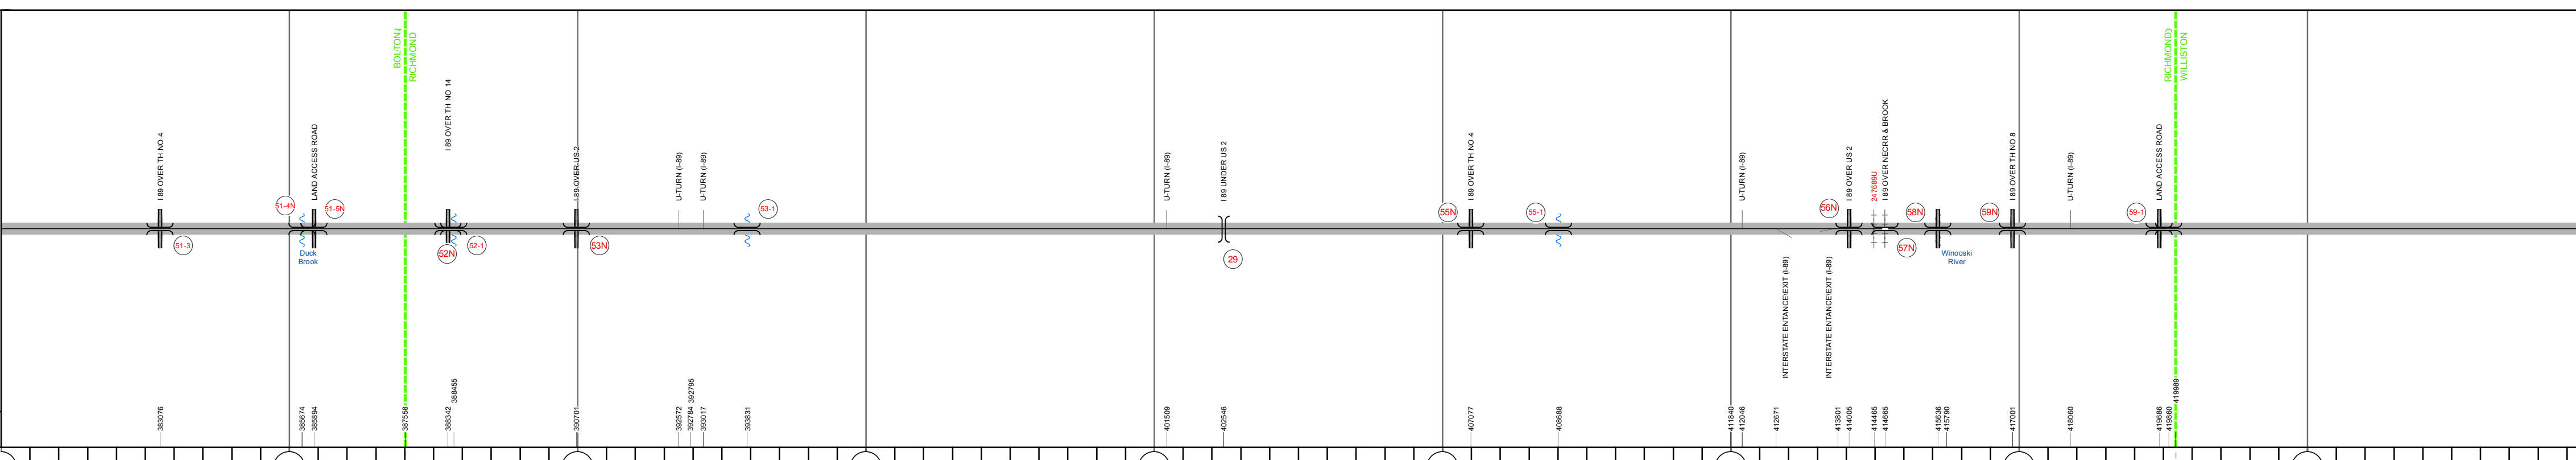 BOLTON
RICHMOND
RICHMOND
WILLISTON
I 89 OVER TH NO 4
LAND ACCESS ROAD
I 89 OVER TH NO 14
I 89 OVER US 2
U-TURN (I-89)
U-TURN (I-89)
U-TURN (I-89)
I 89 UNDER US 2
I 89 OVER TH NO 4
U-TURN (I-89)
I 89 OVER US 2
247689U
I 89 OVER NECRR & BROOK
I 89 OVER TH NO 8
U-TURN (I-89)
LAND ACCESS ROAD
51-4N
51-5N
53-1
55N
55-1
56N
58N
59N
59-1
51-3
52N
52-1
53N
29
57N
Duck
Brook
Winooski
River
INTERSTATE ENTANCE\EXIT (I-89)
INTERSTATE ENTANCE\EXIT (I-89)
383076
385674
385894
387558
388342
388455
390701
392572
392784 392795
393017
393831
401509
402546
407077
408688
411840
412046
412671
413801
414005
414465
414665
415636
415790
417001
418060
419686
419860
419989